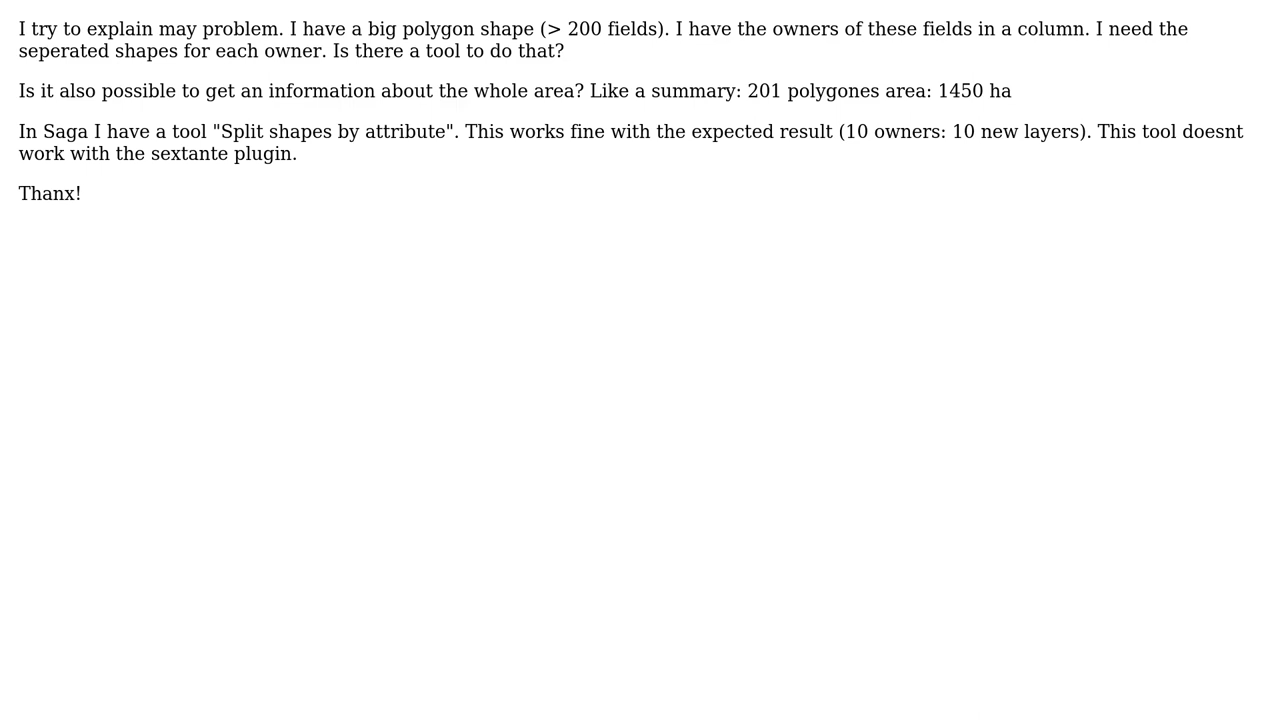 I try to explain may problem. I have a big polygon shape (> 200 fields). I have the owners of these fields in a column. I need the
seperated shapes for each owner. Is there a tool to do that?
Is it also possible to get an information about the whole area? Like a summary: 201 polygones area: 1450 ha
In Saga I have a tool "Split shapes by attribute". This works fine with the expected result (10 owners: 10 new layers). This tool doesnt
work with the sextante plugin.
Thanx!